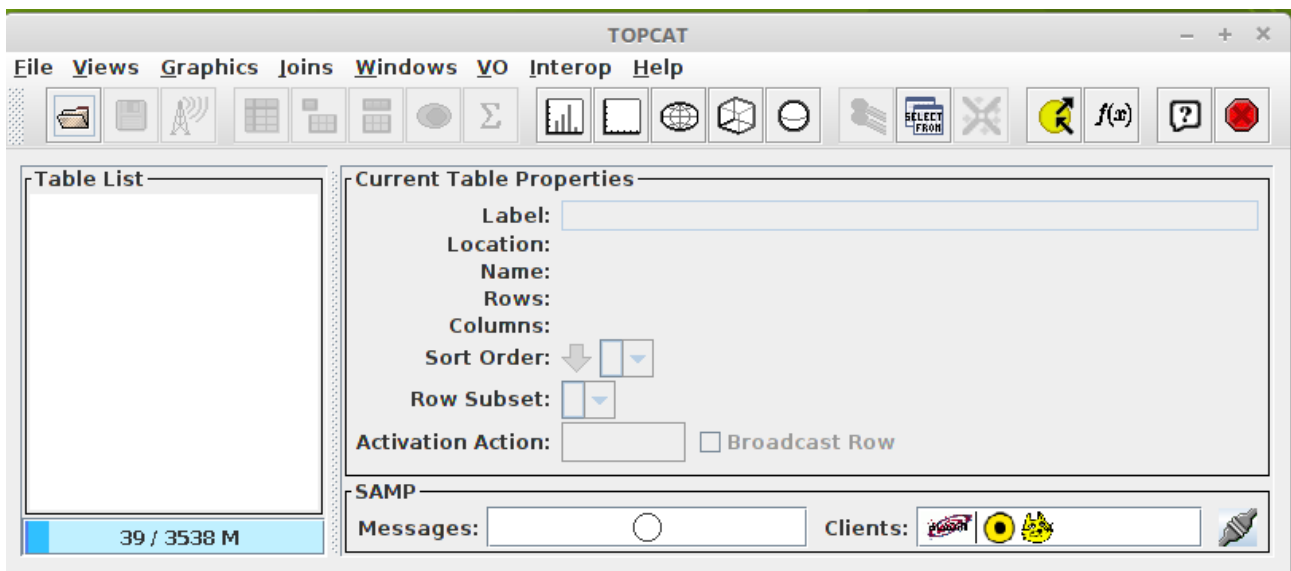 TOPCAT
File Views Graphics Joins Windows VO Interop Help
SELECT FROM
f(x)
?
Table List
Current Table Properties
Label:
Location:
Name:
Rows:
Columns:
Sort Order:
Row Subset:
Activation Action: Broadcast Row
SAMP
Messages: Clients:
39 / 3538 M